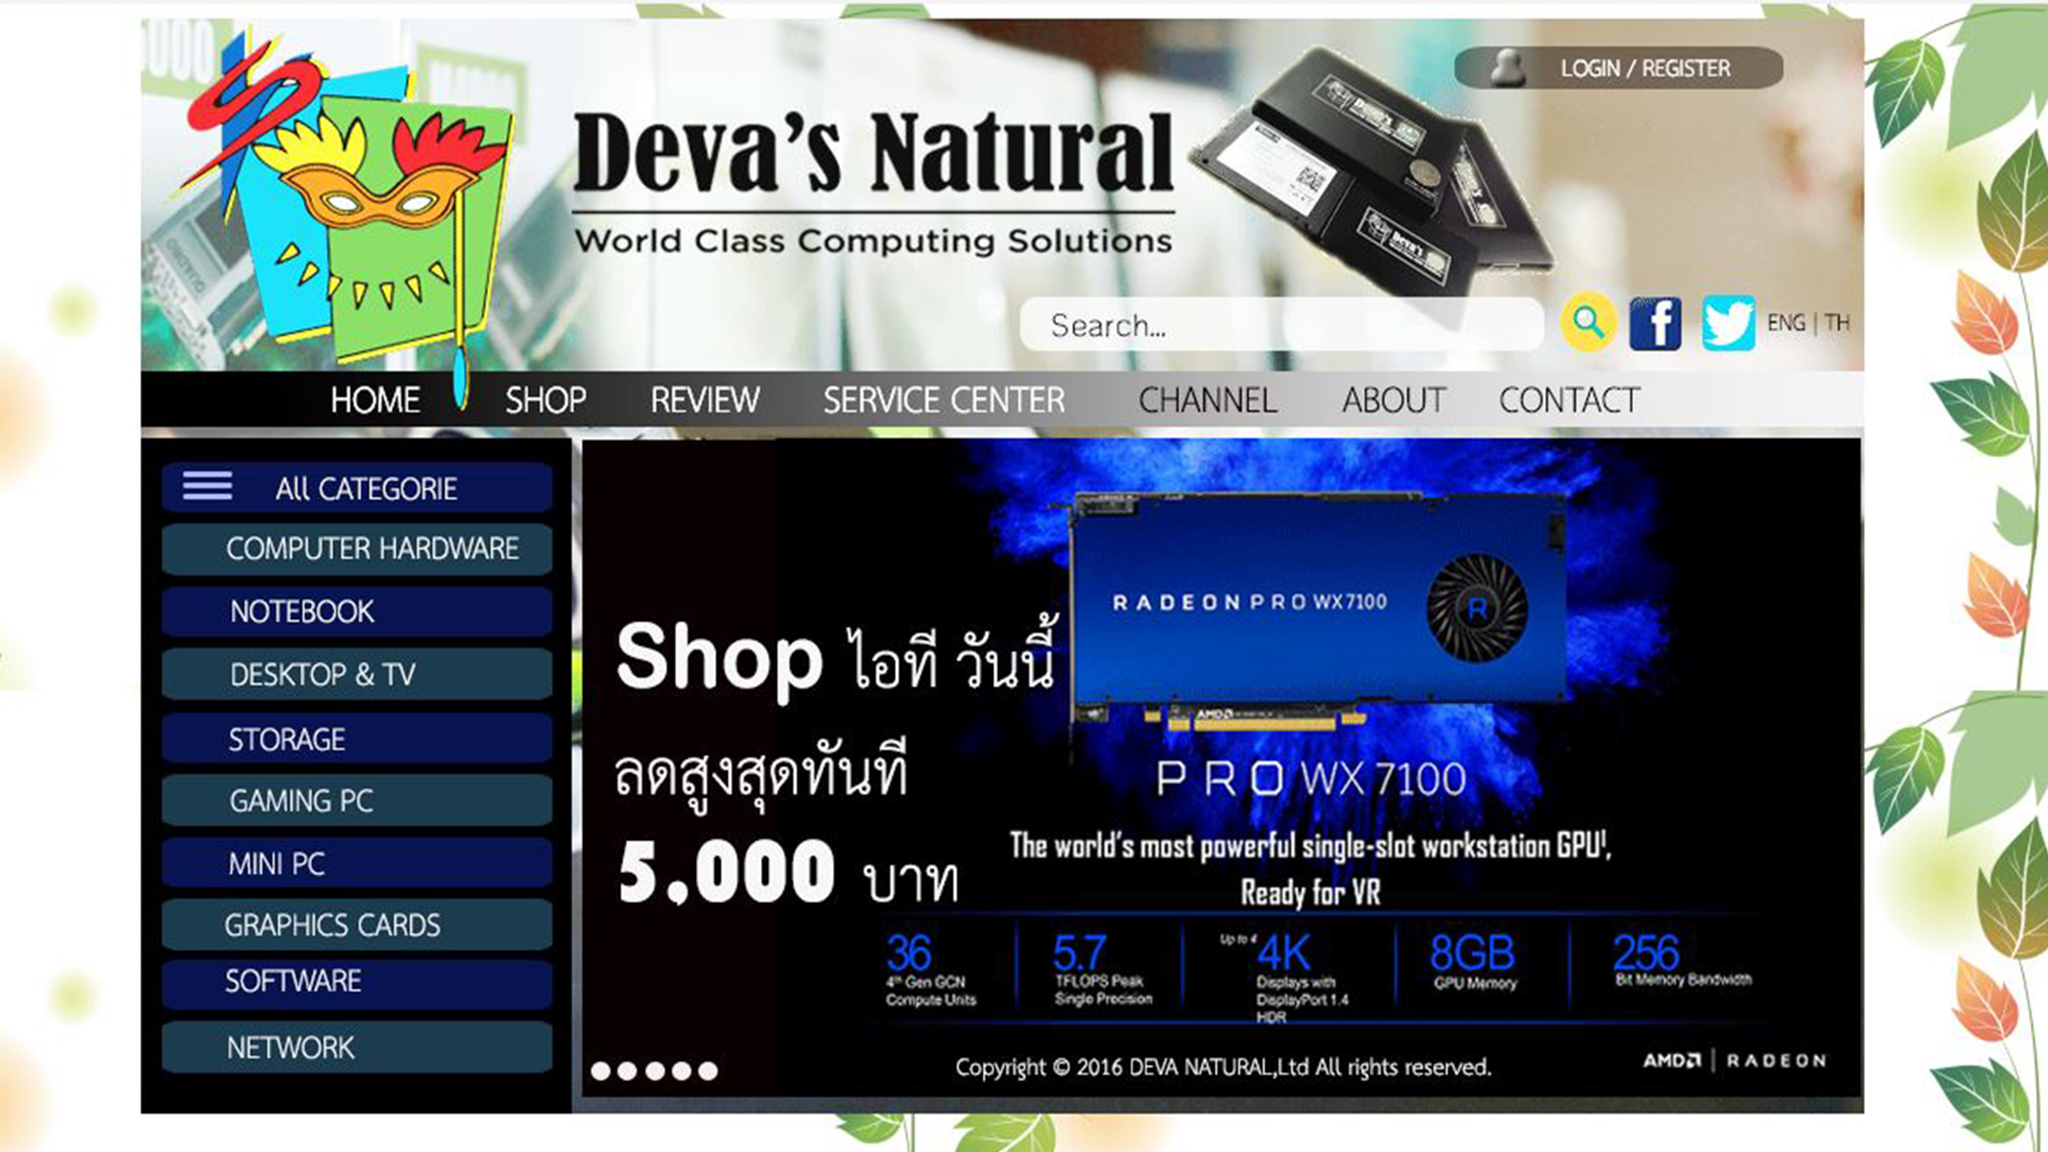 LOGIN / REGISTER
Deva's Natural
World Class Computing Solutions
Search...
ENG | TH
HOME SHOP REVIEW SERVICE CENTER CHANNEL ABOUT CONTACT
All CATEGORIE
COMPUTER HARDWARE
NOTEBOOK
DESKTOP & TV
STORAGE
GAMING PC
MINI PC
GRAPHICS CARDS
SOFTWARE
NETWORK
Shop ไอที วันนี้
ลดสูงสุดทันที
5,000 บาท
RADEON PRO WX7100
AMD
PRO WX 7100
The world's most powerful single-slot workstation GPU¹,
Ready for VR
36
4th Gen GCN
Compute Units
5.7
TFLOPS Peak
Single Precision
Up to 4
4K
Displays with
DisplayPort 1.4
HDR
8GB
GPU Memory
256
Bit Memory Bandwidth
Copyright © 2016 DEVA NATURAL,Ltd All rights reserved.
AMD | RADEON